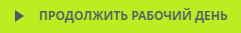 ПРОДОЛЖИТЬ РАБОЧИЙ ДЕНЬ